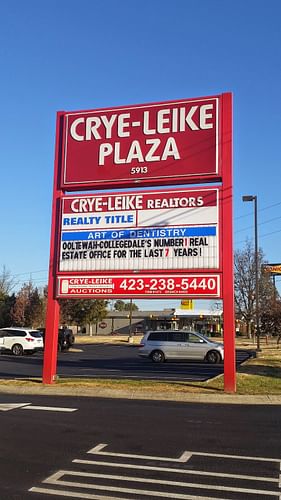 CRYE-LEIKE
PLAZA
5913
CRYE-LEIKE REALTORS
REALTY TITLE
ART OF DENTISTRY
OOLTEWAH-COLLEGEDALE'S NUMBER 1 REAL
ESTATE OFFICE FOR THE LAST 7 YEARS!
CRYE-LEIKE
AUCTIONS
423-238-5440